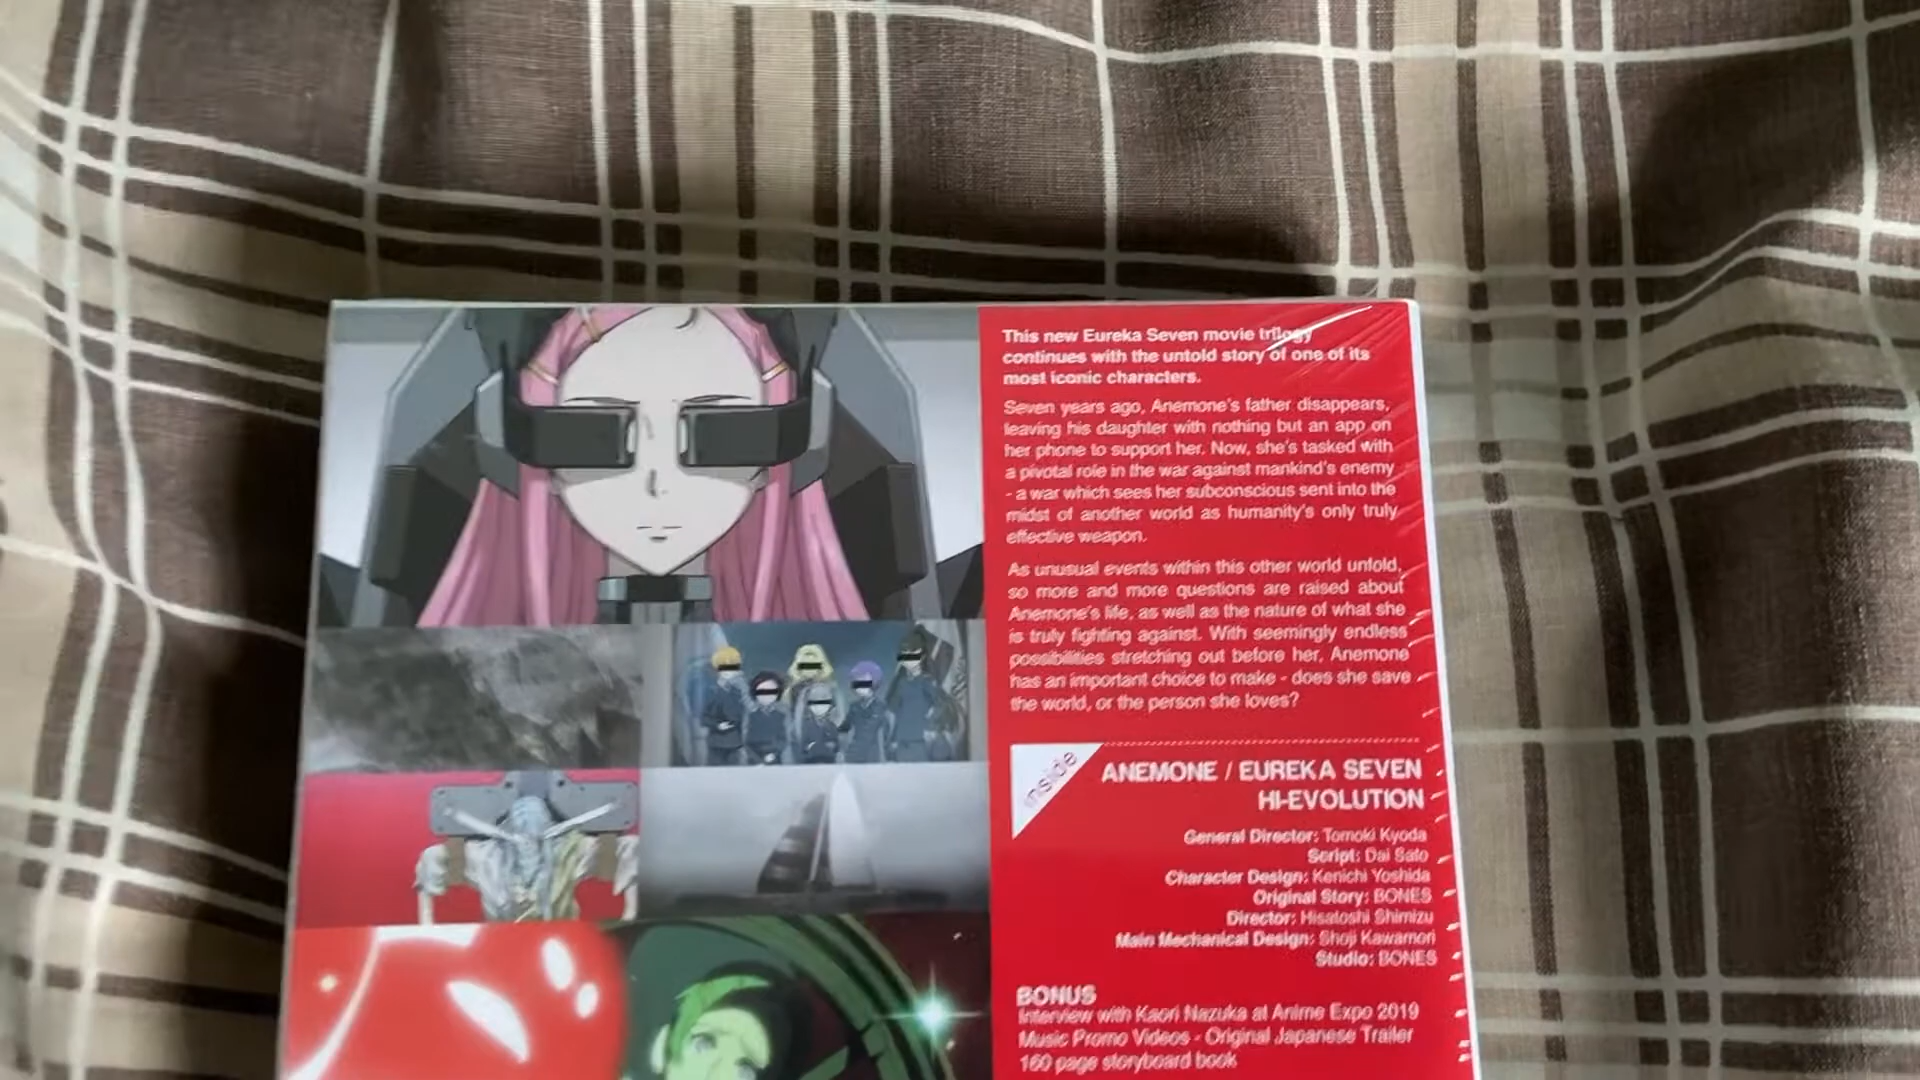 This new Eureka Seven movie trilogy
continues with the untold story of one of its
most iconic characters.
Seven years ago, Anemone's father disappears,
leaving his daughter with nothing but an app on
her phone to support her. Now, she's tasked with
a pivotal role in the war against mankind's enemy
- a war which sees her subconscious sent into the
midst of another world as humanity's only truly
effective weapon.
As unusual events within this other world unfold,
so more and more questions are raised about
Anemone's life, as well as the nature of what she
is truly fighting against. With seemingly endless
possibilities stretching out before her, Anemone
has an important choice to make - does she save
the world, or the person she loves?
inside
ANEMONE / EUREKA SEVEN
HI-EVOLUTION
General Director: Tomoki Kyoda
Script: Dai Sato
Character Design: Kenichi Yoshida
Original Story: BONES
Director: Hisatoshi Shimizu
Main Mechanical Design: Shoji Kawamori
Studio: BONES
BONUS
Interview with Kaori Nazuka at Anime Expo 2019
Music Promo Videos - Original Japanese Trailer
160 page storyboard book